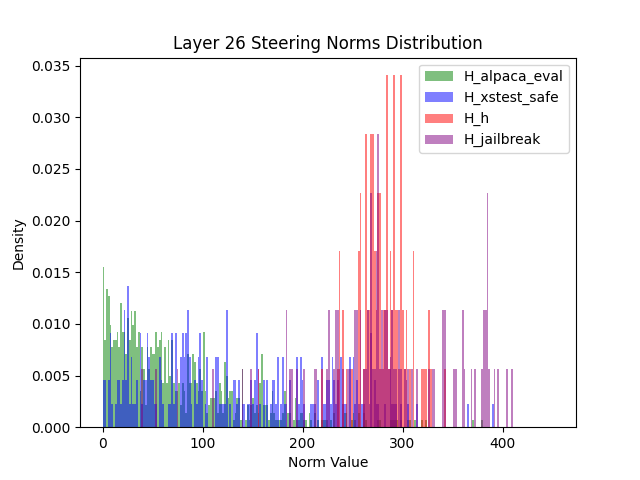 Layer 26 Steering Norms Distribution
H_alpaca_eval
H_xstest_safe
H_h
H_jailbreak
0.035
0.030
0.025
0.020
0.015
0.010
0.005
0.000
Density
0 100 200 300 400
Norm Value